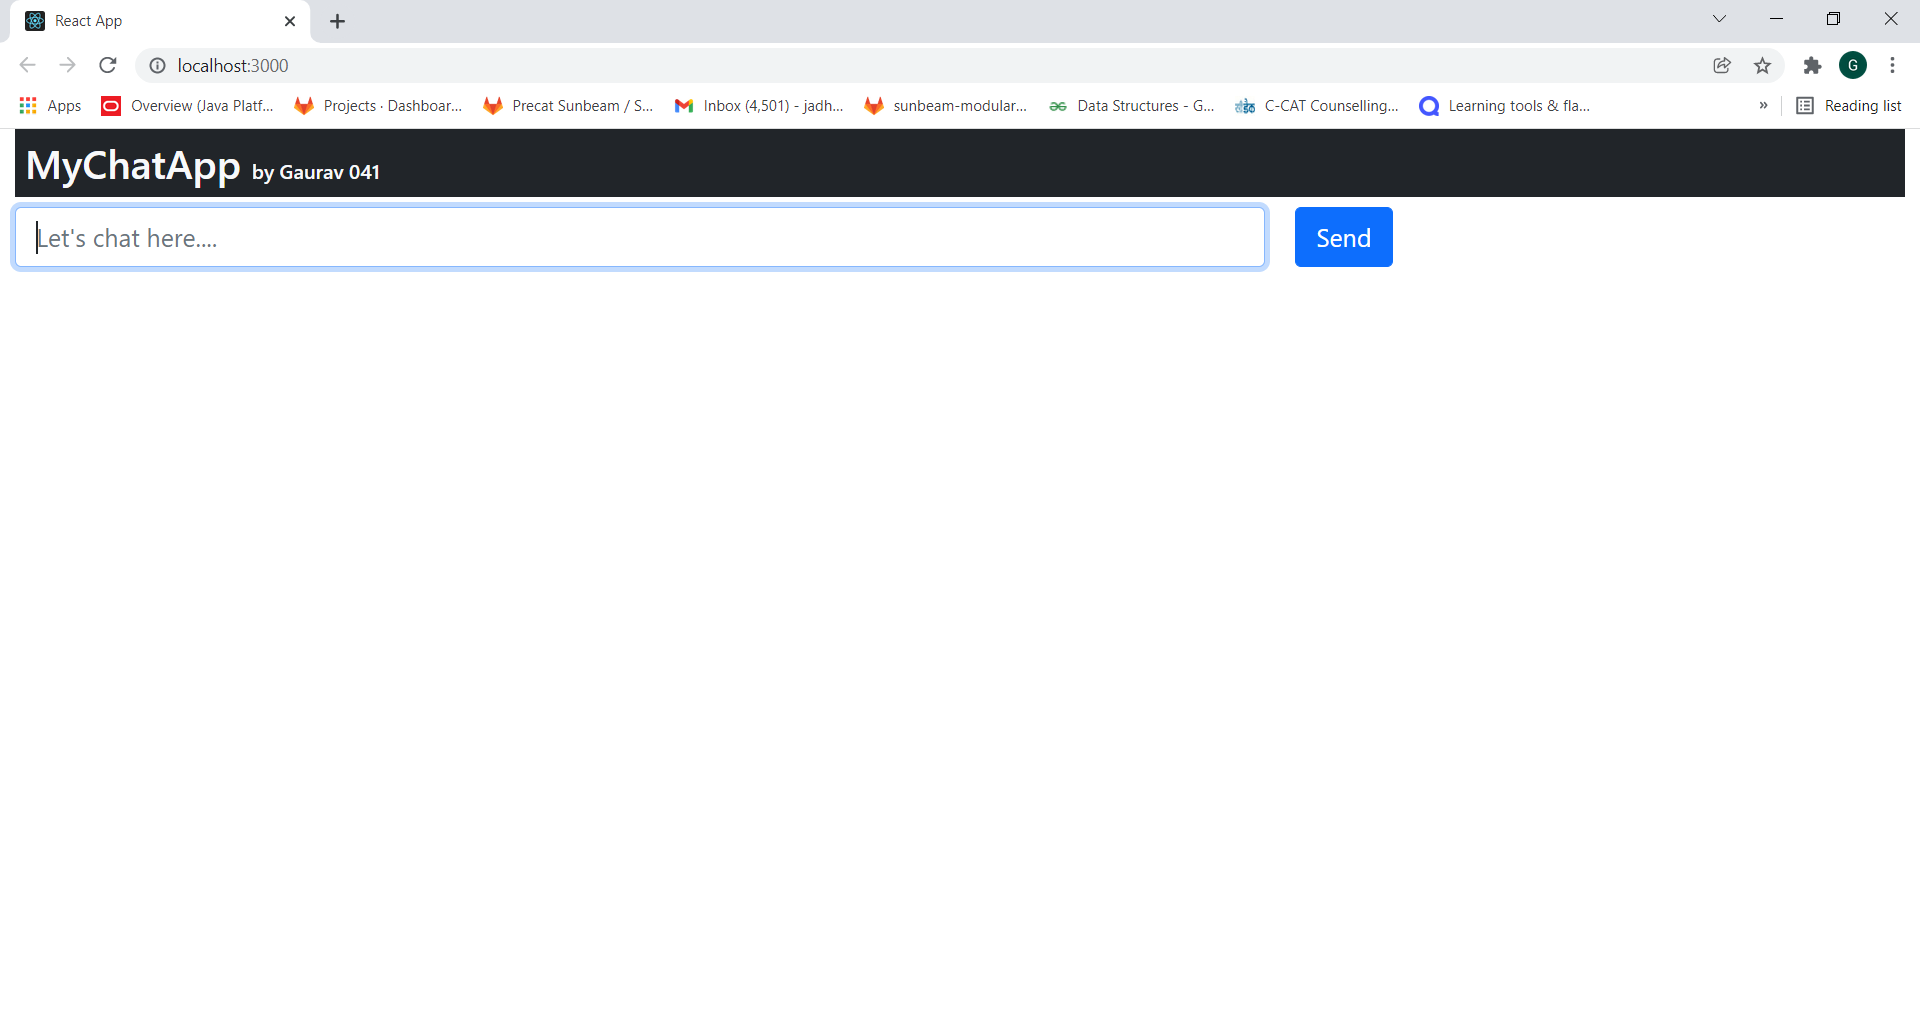 React App
localhost:3000
G
Apps Overview (Java Platf... Projects · Dashboar... Precat Sunbeam / S... Inbox (4,501) - jadh... sunbeam-modular... Data Structures - G... C-CAT Counselling... Learning tools & fla... » Reading list
MyChatApp by Gaurav 041
Let's chat here.... Send